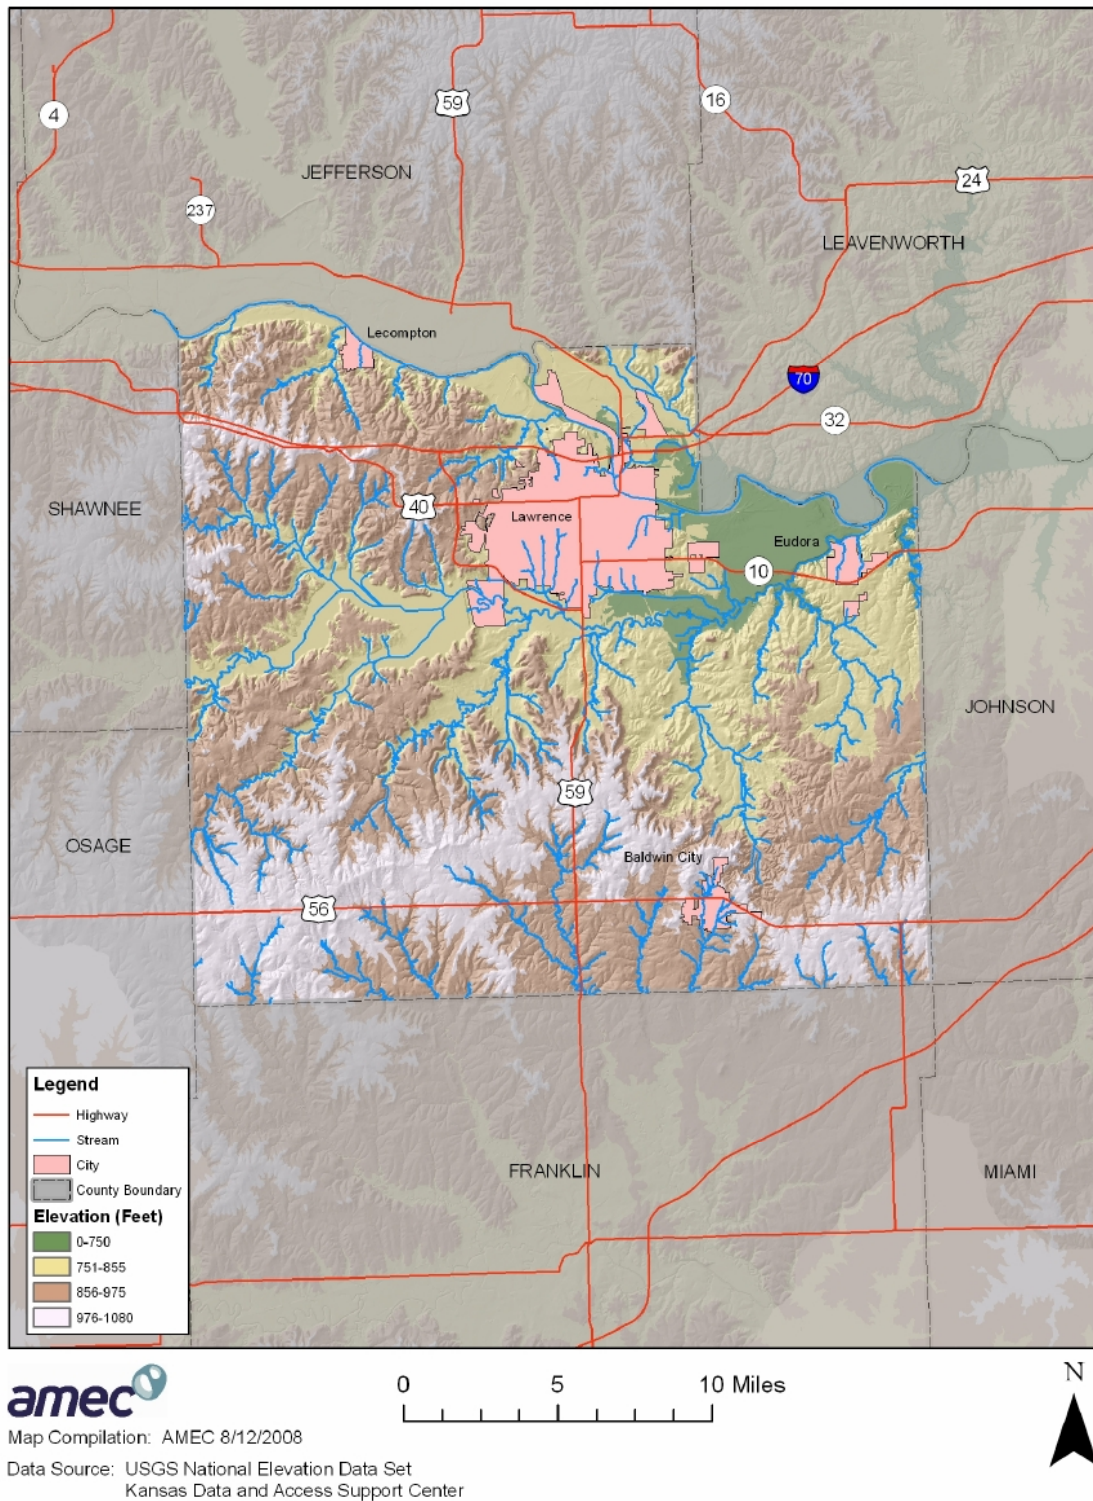 4
59
16
JEFFERSON
24
237
LEAVENWORTH
Lecompton
70
32
SHAWNEE
40
Lawrence
Eudora
10
JOHNSON
59
OSAGE
Baldwin City
56
Legend
Highway
Stream
City
County Boundary
Elevation (Feet)
0-750
751-855
856-975
976-1080
FRANKLIN
MIAMI
amec
0 5 10 Miles
N
Map Compilation: AMEC 8/12/2008
Data Source: USGS National Elevation Data Set
Kansas Data and Access Support Center